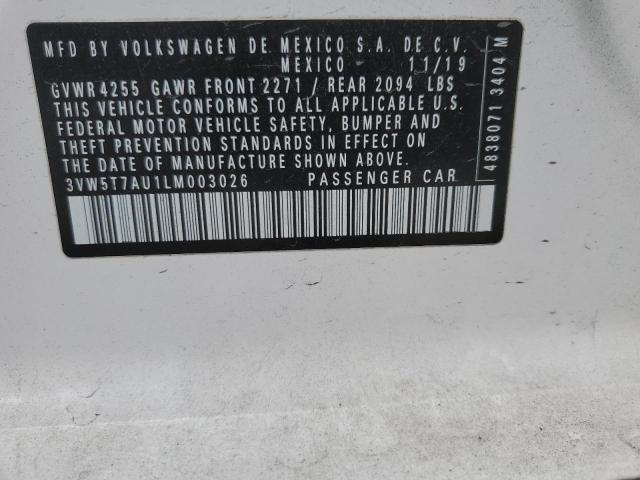 MFD BY VOLKSWAGEN DE MEXICO S.A. DE C.V.
MEXICO - 11/19
GVWR 4255 GAWR FRONT 2271 / REAR 2094 LBS
THIS VEHICLE CONFORMS TO ALL APPLICABLE U.S.
FEDERAL MOTOR VEHICLE SAFETY, BUMPER AND
THEFT PREVENTION STANDARDS IN EFFECT ON
THE DATE OF MANUFACTURE SHOWN ABOVE.
3VW5T7AU1LM003026 PASSENGER CAR
4838071 3404 M